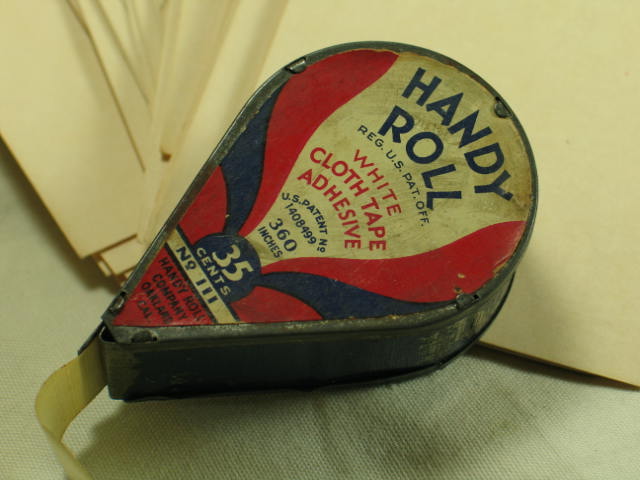 HANDY
ROLL
REG. U.S. PAT. OFF.
WHITE
CLOTH TAPE
ADHESIVE
U.S. PATENT No
1408499
360
INCHES
35
CENTS
No 111
HANDY ROLL
COMPANY
OAKLAND
CAL.